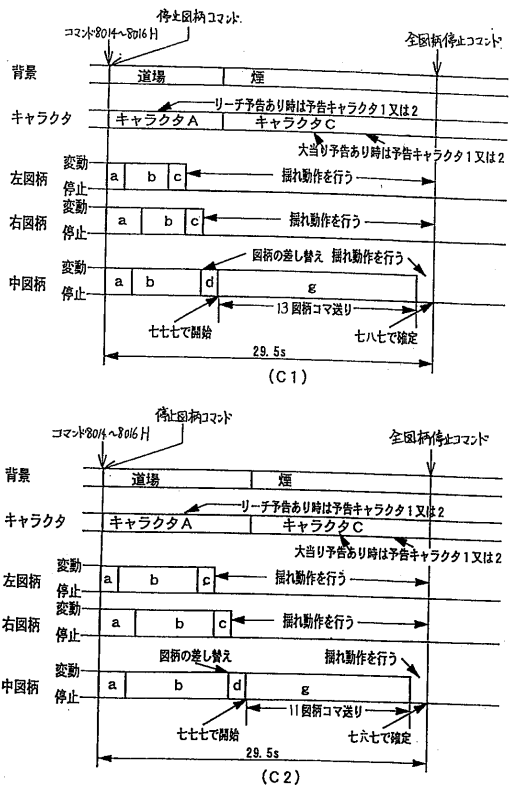 停止図柄コマンド
コマンド8014～8016H
全図柄停止コマンド
背景
道場
煙
リーチ予告あり時は予告キャラクタ1又は2
キャラクタ
キャラクタA
キャラクタC
大当り予告あり時は予告キャラクタ1又は2
左図柄
変動
停止
a
b
c
揺れ動作を行う
右図柄
変動
停止
a
b
c
揺れ動作を行う
図柄の差し替え
揺れ動作を行う
中図柄
変動
停止
a
b
d
g
13図柄コマ送り
七七七で開始
七八七で確定
29.5s
(C1)
停止図柄コマンド
コマンド8014～8016H
全図柄停止コマンド
背景
道場
煙
リーチ予告あり時は予告キャラクタ1又は2
キャラクタ
キャラクタA
キャラクタC
大当り予告あり時は予告キャラクタ1又は2
左図柄
変動
停止
a
b
c
揺れ動作を行う
右図柄
変動
停止
a
b
c
揺れ動作を行う
図柄の差し替え
揺れ動作を行う
中図柄
変動
停止
a
b
d
g
11図柄コマ送り
七七七で開始
七六七で確定
29.5s
(C2)